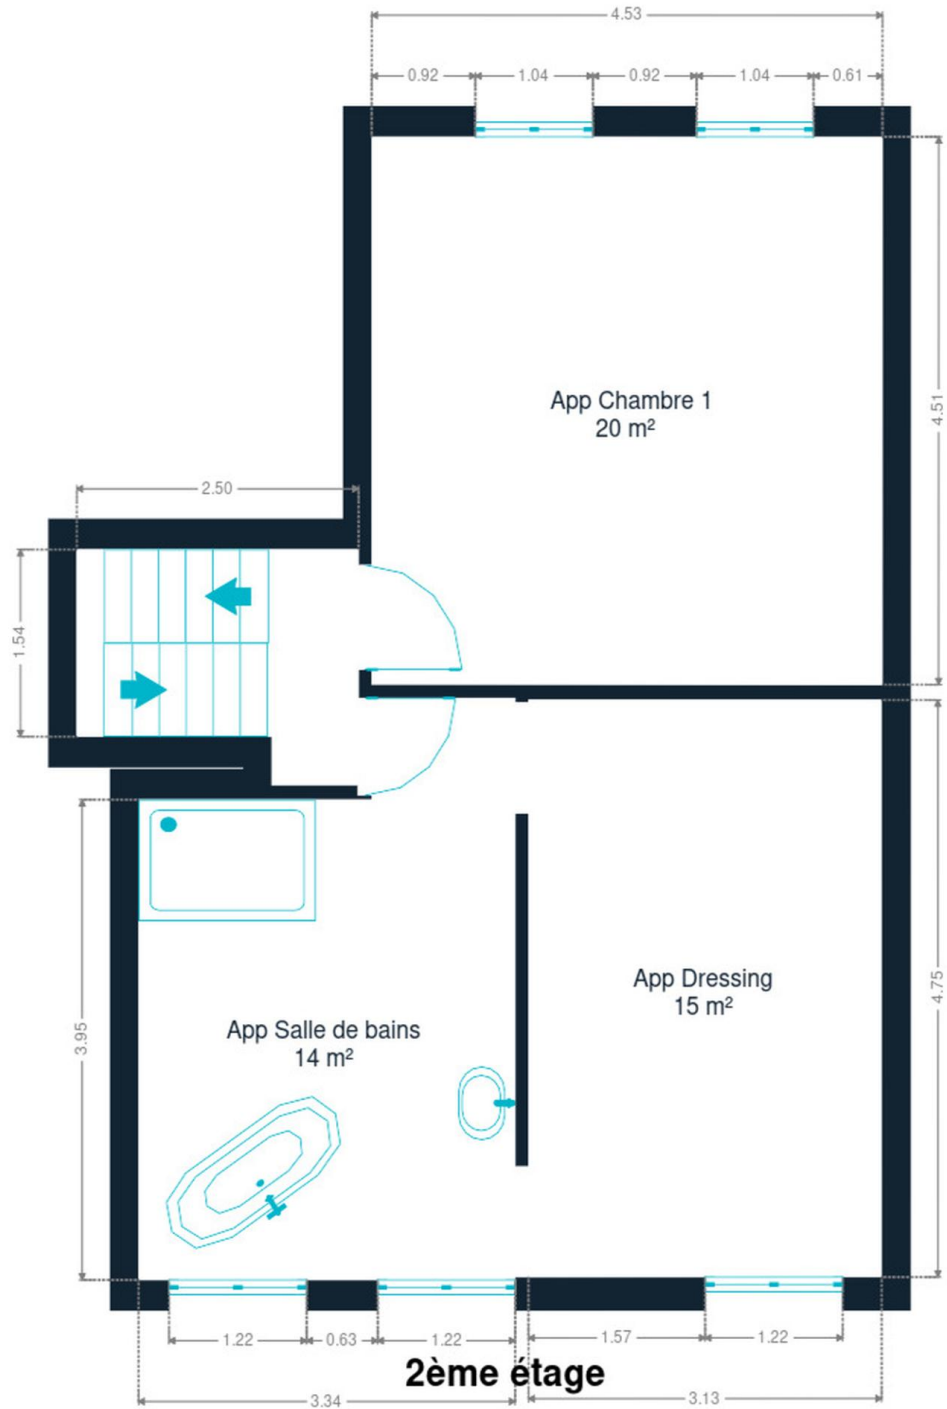 4.53
0.92 1.04 0.92 1.04 0.61
4.51
App Chambre 1
20 m²
2.50
1.54
4.75
App Dressing
15 m²
3.95
App Salle de bains
14 m²
1.22 0.63 1.22 1.57 1.22
2ème étage
3.34 3.13